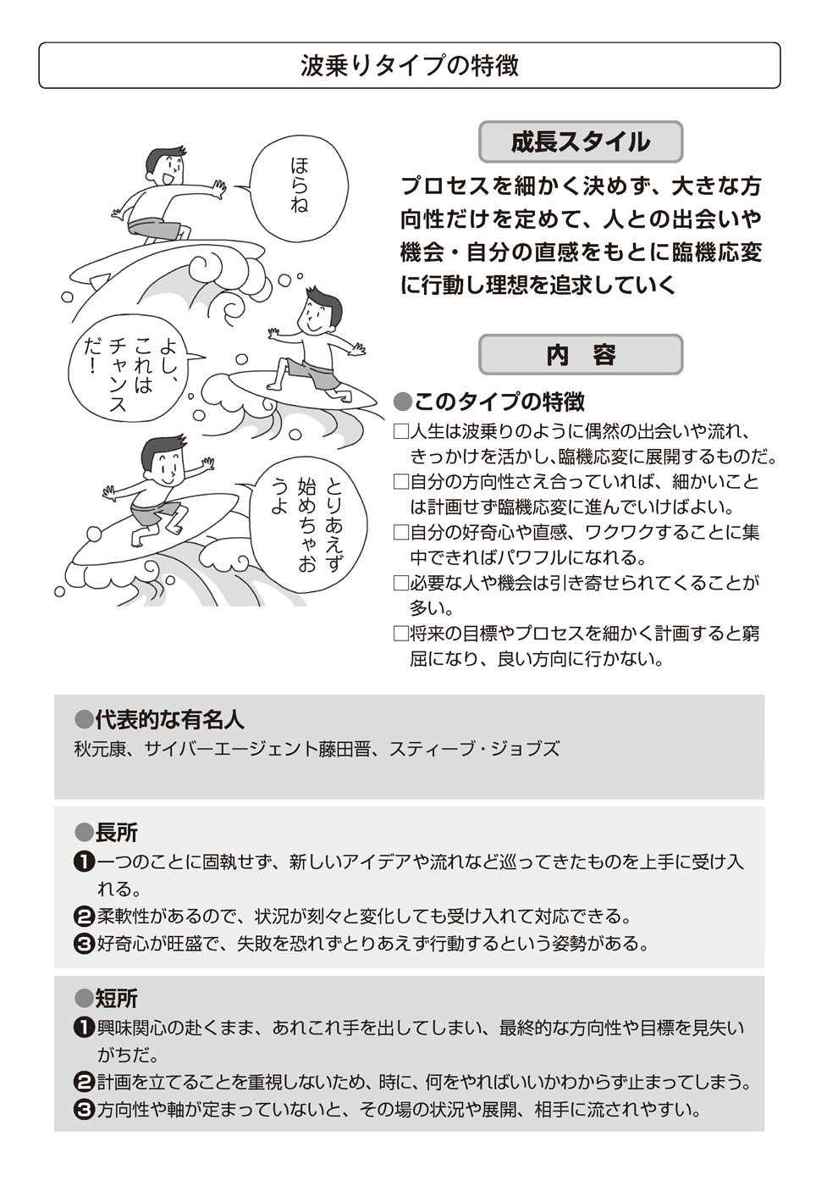 波乗りタイプの特徴
ほらね
よし、
これは
チャンス
だ！
とりあえず
始めちゃお
うよ
成長スタイル
プロセスを細かく決めず、大きな方
向性だけを定めて、人との出会いや
機会・自分の直感をもとに臨機応変
に行動し理想を追求していく
内　容
●このタイプの特徴
□人生は波乗りのように偶然の出会いや流れ、
きっかけを活かし、臨機応変に展開するものだ。
□自分の方向性さえ合っていれば、細かいこと
は計画せず臨機応変に進んでいけばよい。
□自分の好奇心や直感、ワクワクすることに集
中できればパワフルになれる。
□必要な人や機会は引き寄せられてくることが
多い。
□将来の目標やプロセスを細かく計画すると窮
屈になり、良い方向に行かない。
●代表的な有名人
秋元康、サイバーエージェント藤田晋、スティーブ・ジョブズ
●長所
❶一つのことに固執せず、新しいアイデアや流れなど巡ってきたものを上手に受け入
れる。
❷柔軟性があるので、状況が刻々と変化しても受け入れて対応できる。
❸好奇心が旺盛で、失敗を恐れずとりあえず行動するという姿勢がある。
●短所
❶興味関心の赴くまま、あれこれ手を出してしまい、最終的な方向性や目標を見失い
がちだ。
❷計画を立てることを重視しないため、時に、何をやればいいかわからず止まってしまう。
❸方向性や軸が定まっていないと、その場の状況や展開、相手に流されやすい。